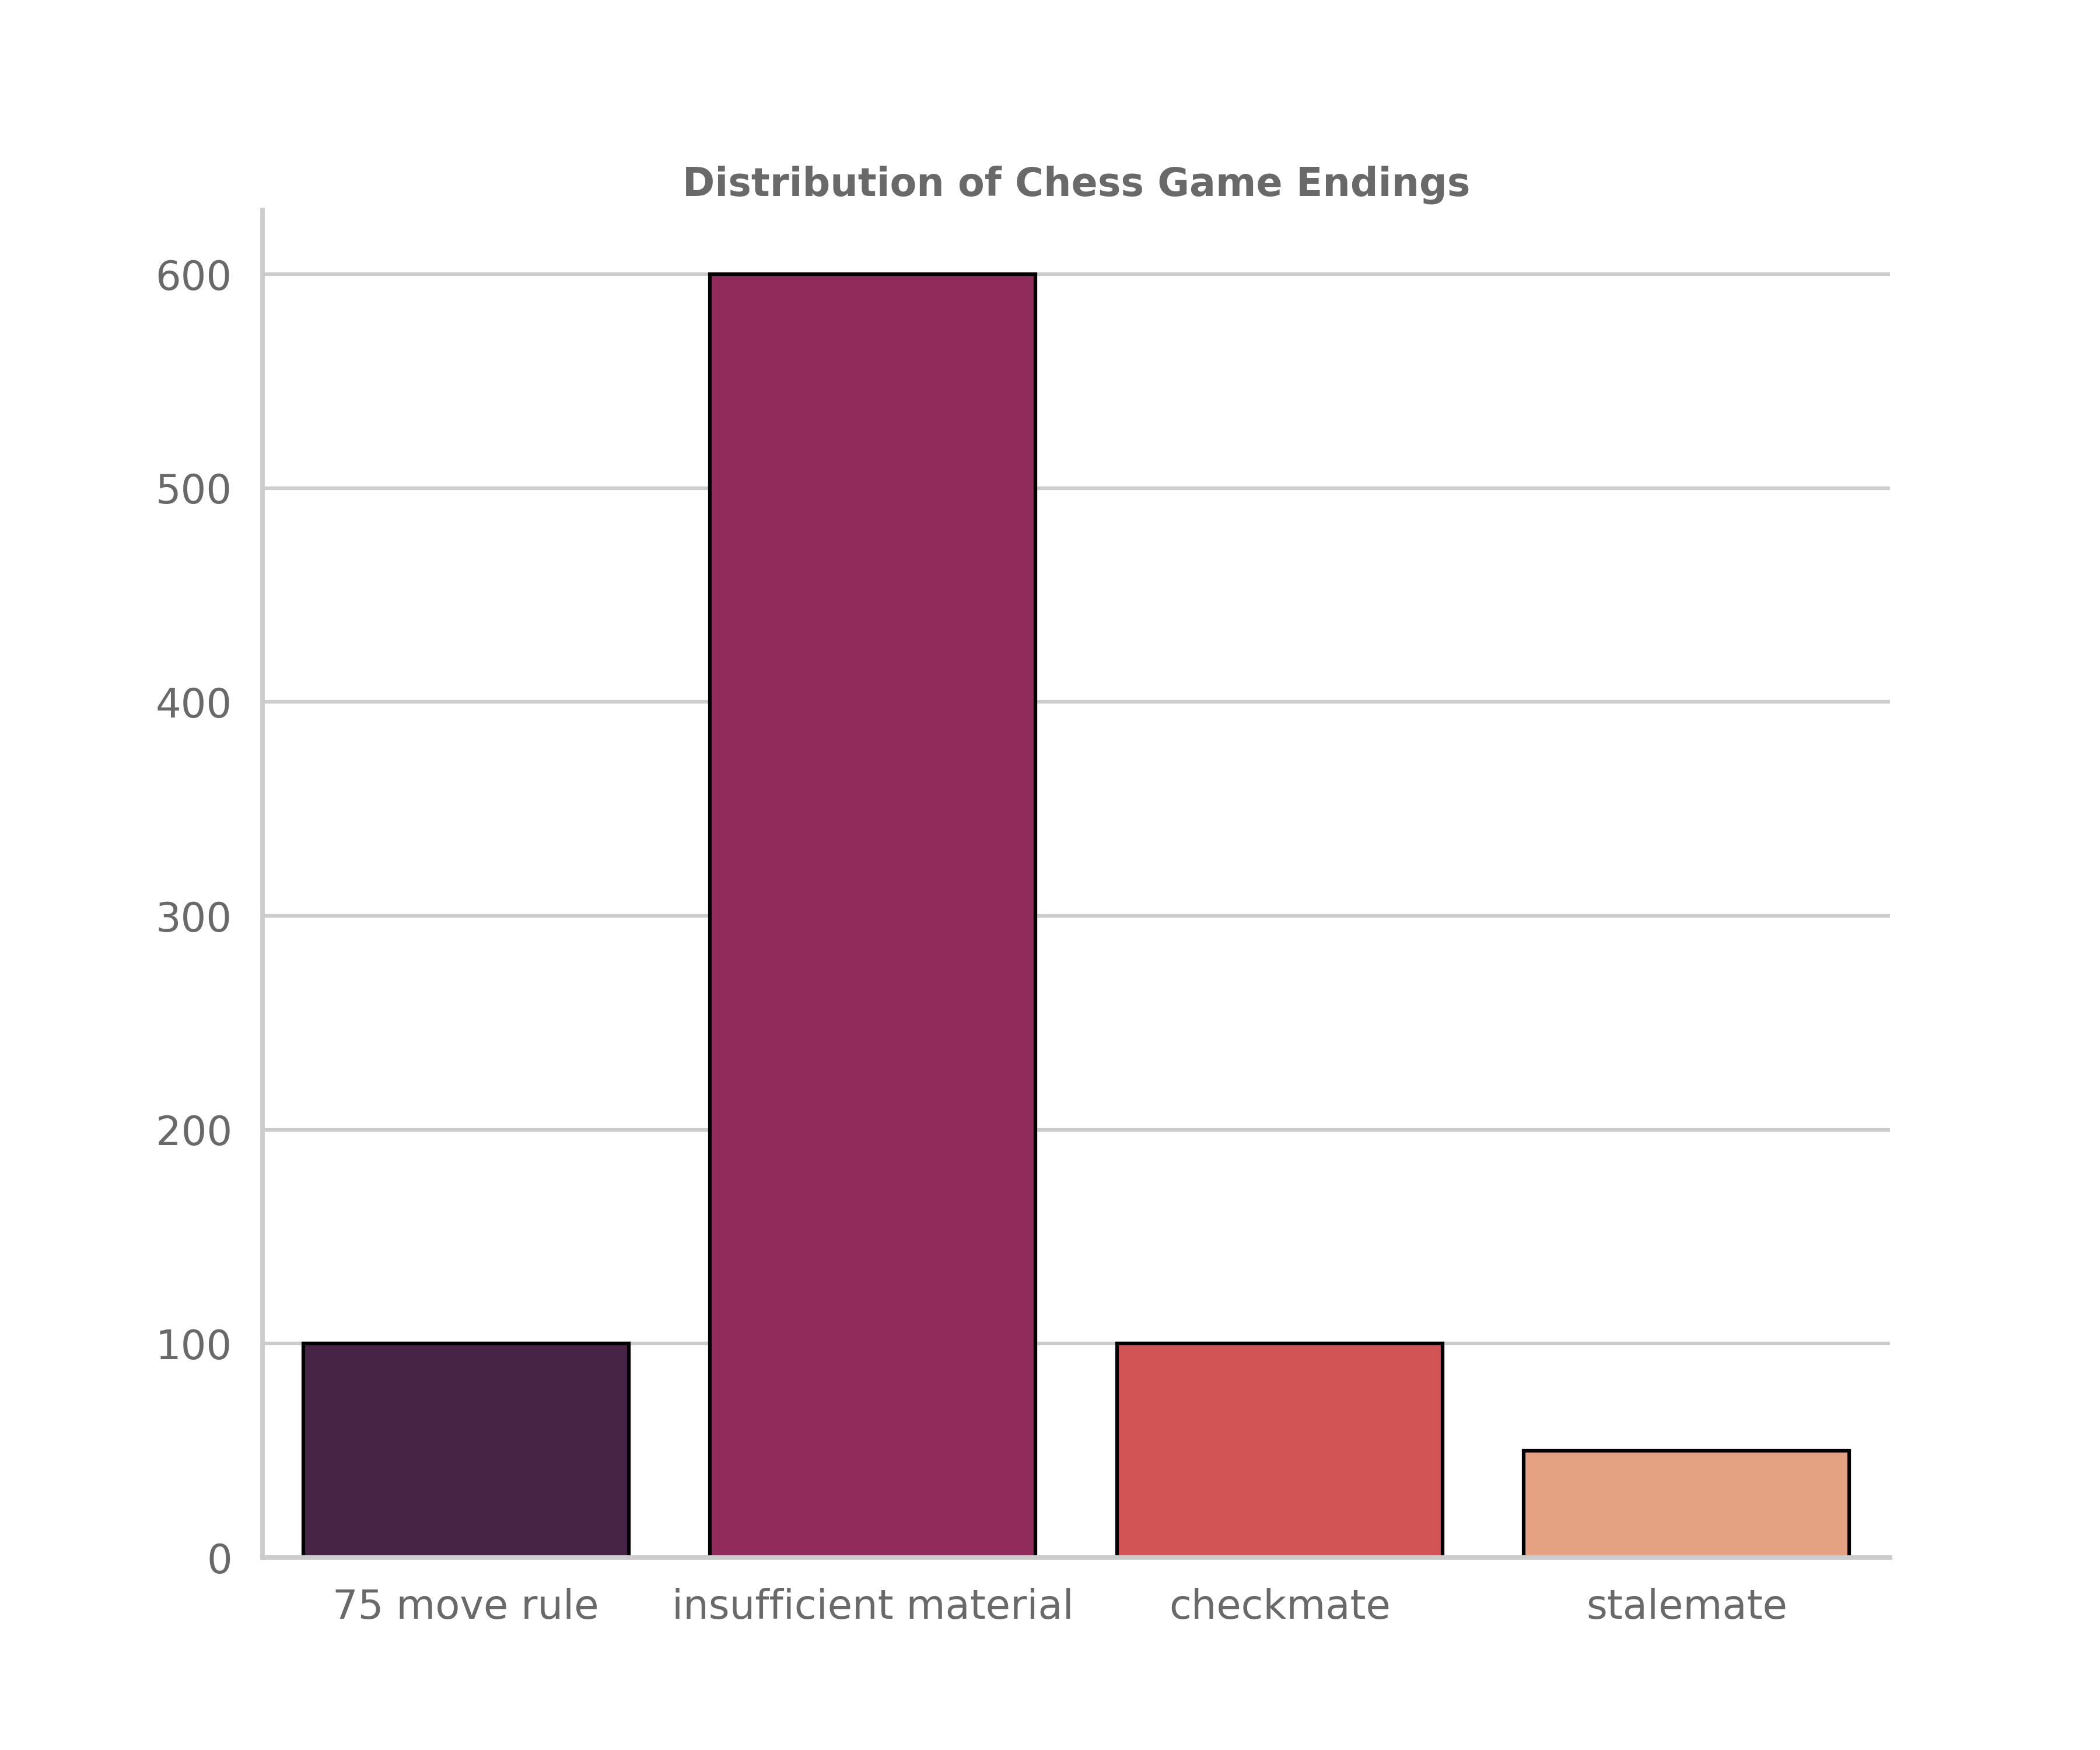 Distribution of Chess Game Endings
600
500
400
300
200
100
0
75 move rule
insufficient material
checkmate
stalemate